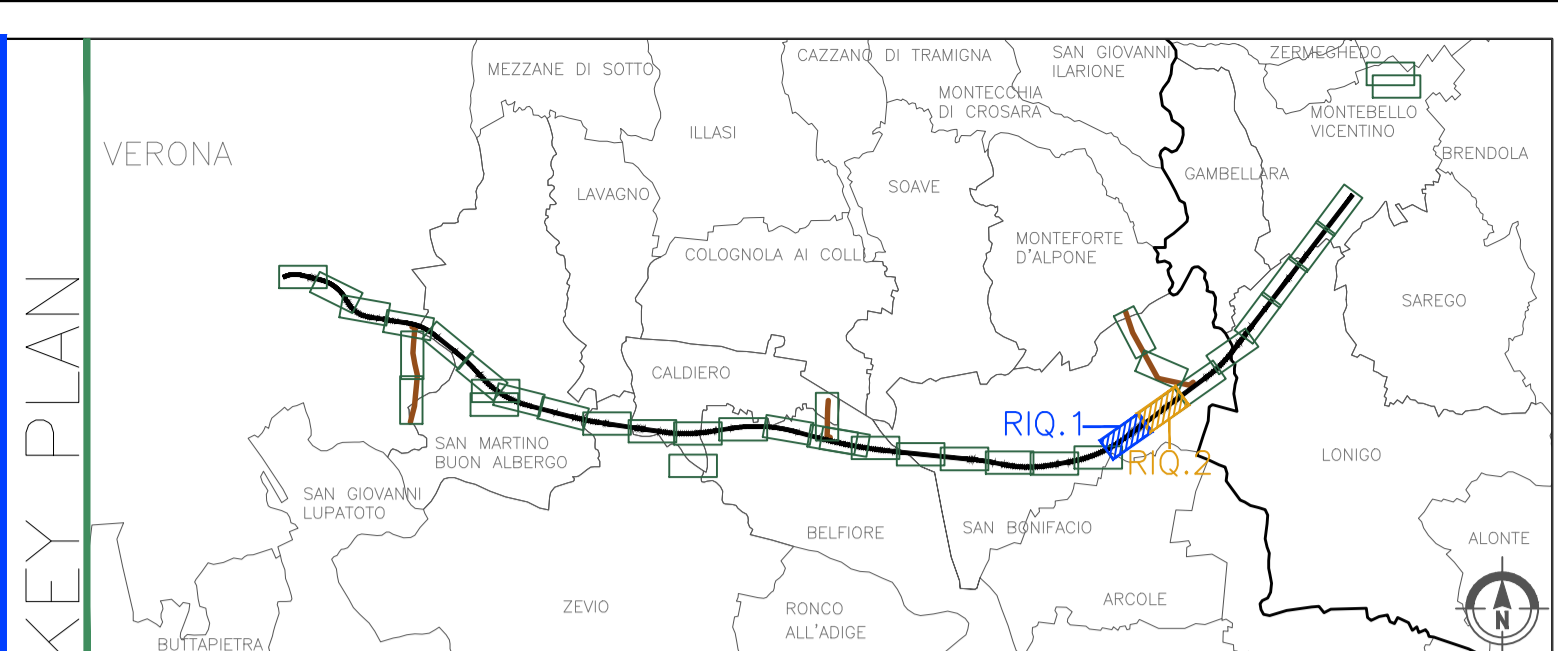 KEY PLAN
VERONA
MEZZANE DI SOTTO
CAZZANO DI TRAMIGNA
SAN GIOVANNI
ILARIONE
ZERMEGHEDO
MONTECCHIA
DI CROSARA
MONTEBELLO
VICENTINO
ILLASI
BRENDOLA
LAVAGNO
SOAVE
GAMBELLARA
COLOGNOLA AI COLLI
MONTEFORTE
D'ALPONE
SAREGO
CALDIERO
RIQ.1
RIQ.2
SAN MARTINO
BUON ALBERGO
LONIGO
SAN GIOVANNI
LUPATOTO
BELFIORE
SAN BONIFACIO
ALONTE
ZEVIO
RONCO
ALL'ADIGE
ARCOLE
N
BUTTAPIETRA